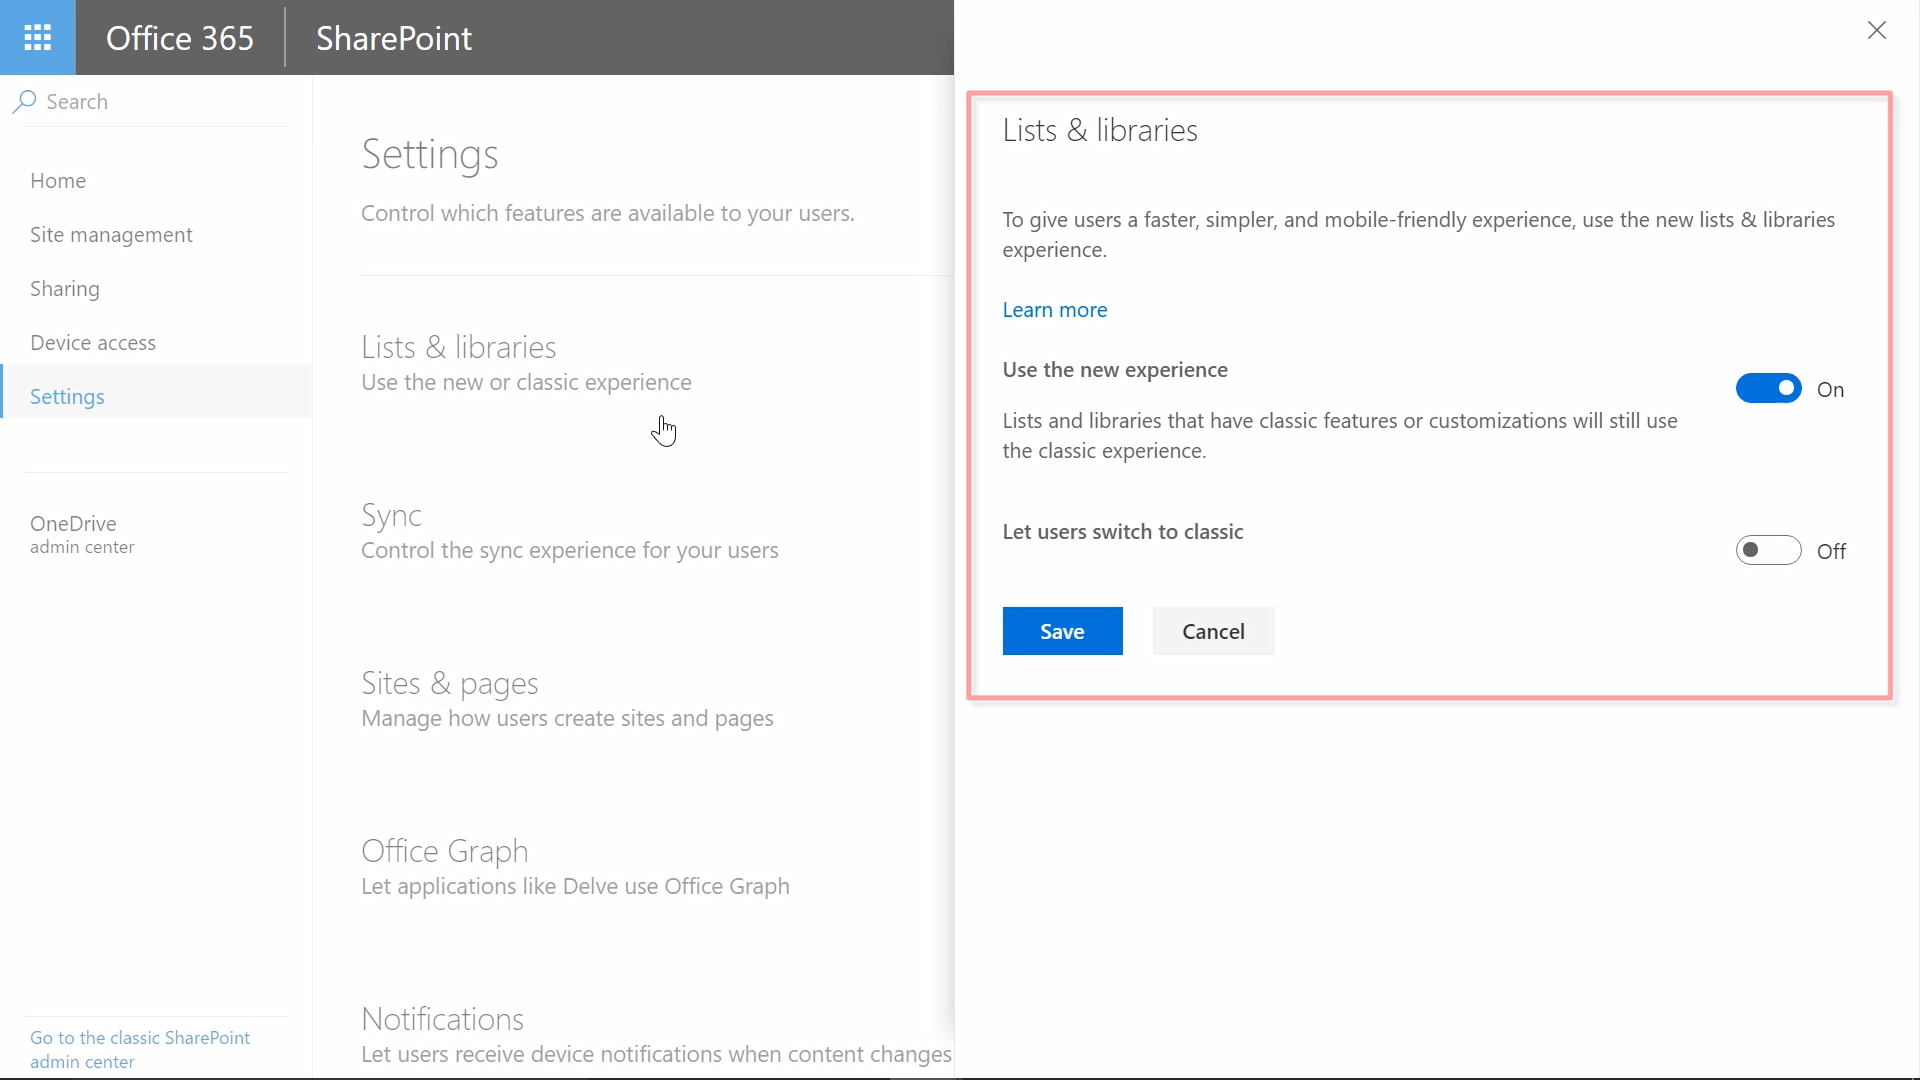 Office 365
SharePoint
Search
Home
Site management
Sharing
Device access
Settings
OneDrive
admin center
Go to the classic SharePoint
admin center
Settings
Control which features are available to your users.
Lists & libraries
Use the new or classic experience
Sync
Control the sync experience for your users
Sites & pages
Manage how users create sites and pages
Office Graph
Let applications like Delve use Office Graph
Notifications
Let users receive device notifications when content changes
Lists & libraries
To give users a faster, simpler, and mobile-friendly experience, use the new lists & libraries
experience.
Learn more
Use the new experience
On
Lists and libraries that have classic features or customizations will still use
the classic experience.
Let users switch to classic
Off
Save
Cancel